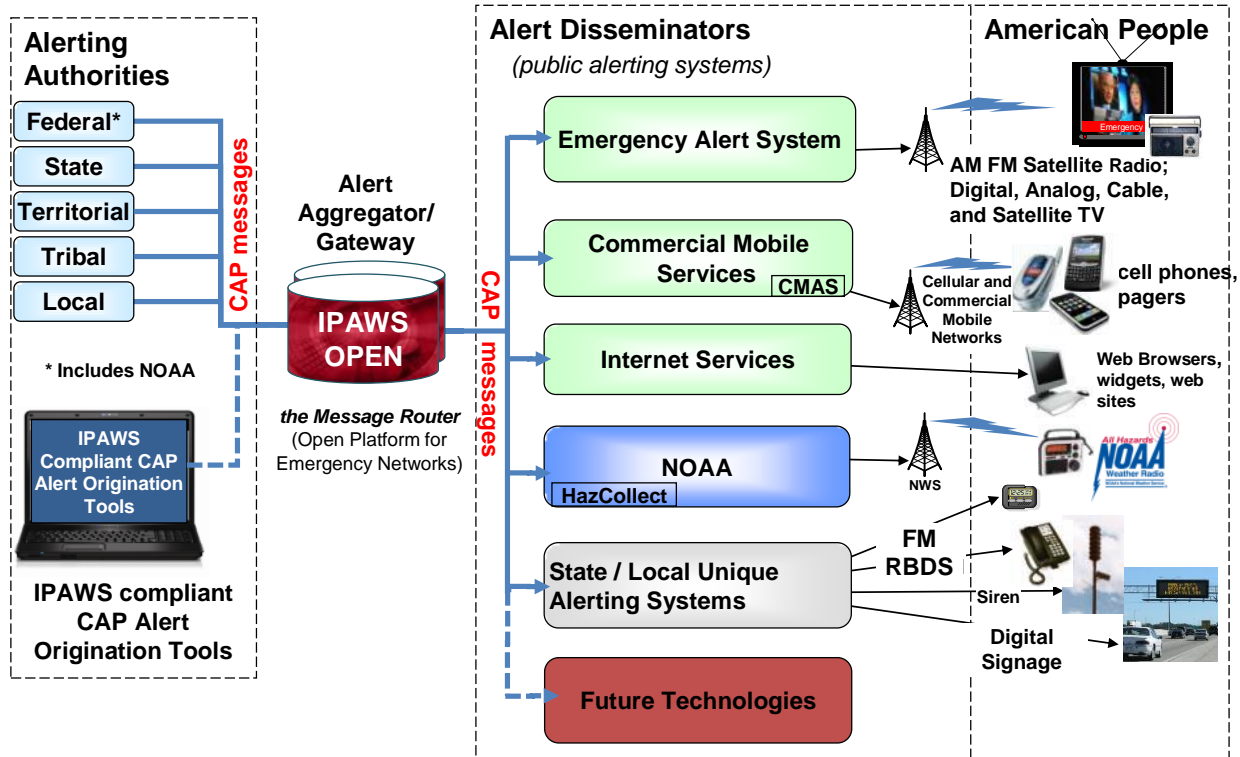 Alerting
Authorities
Federal*
State
Territorial
Tribal
Local
CAP messages
* Includes NOAA
IPAWS
Compliant CAP
Alert Origination
Tools
IPAWS compliant
CAP Alert
Origination Tools
Alert
Aggregator/
Gateway
IPAWS
OPEN
the Message Router
(Open Platform for
Emergency Networks)
CAP messages
Alert Disseminators
(public alerting systems)
Emergency Alert System
Commercial Mobile
Services
CMAS
Internet Services
NOAA
HazCollect
State / Local Unique
Alerting Systems
Future Technologies
American People
Emergency
AM FM Satellite Radio;
Digital, Analog, Cable,
and Satellite TV
Cellular and
Commercial
Mobile
Networks
cell phones,
pagers
Web Browsers,
widgets, web
sites
NWS
All Hazards
NOAA
Weather Radio
FM
RBDS
Siren
Digital
Signage